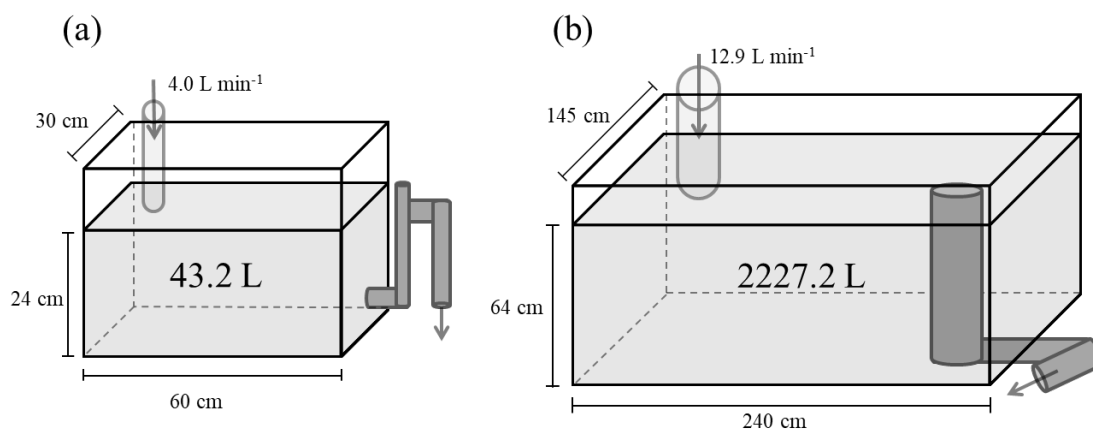 (a)
4.0 L min⁻¹
30 cm
43.2 L
24 cm
60 cm
(b)
12.9 L min⁻¹
145 cm
2227.2 L
64 cm
240 cm